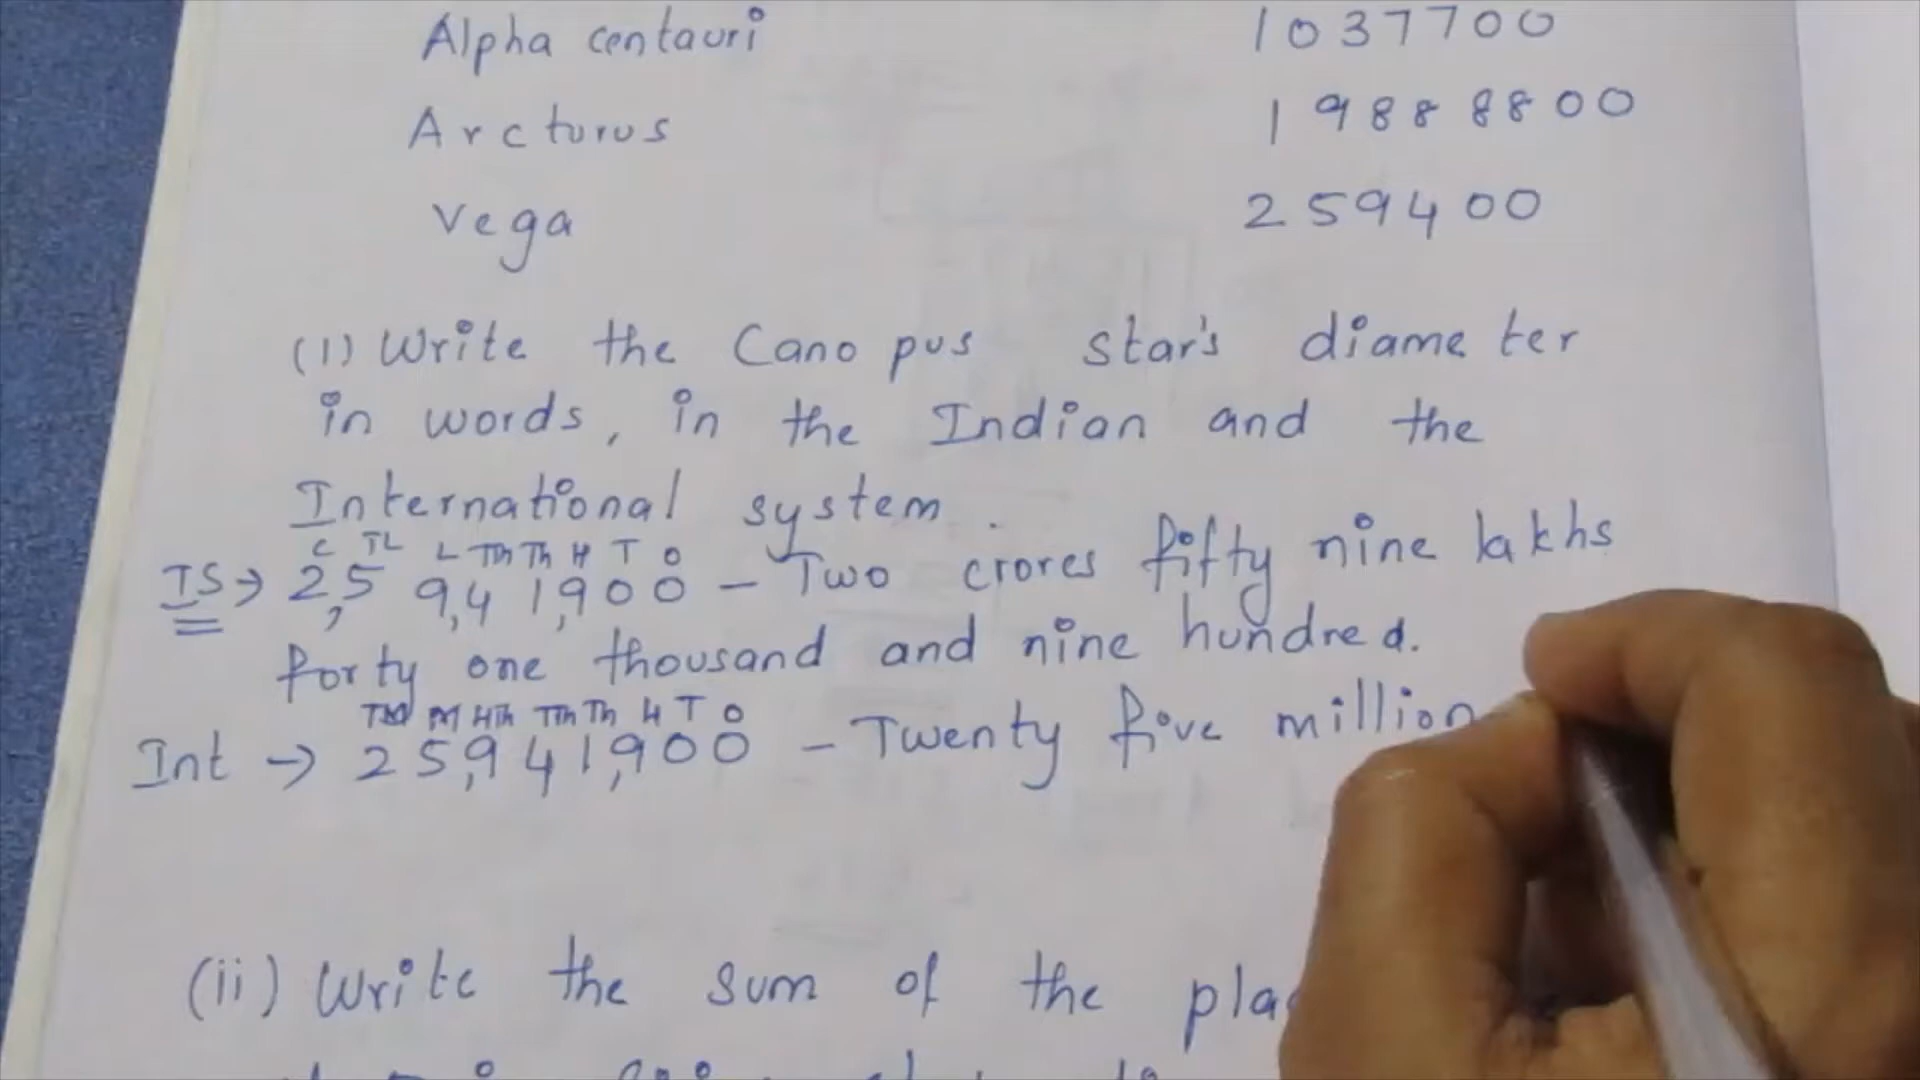 Alpha centauri 1037700
Arcturus 19888800
Vega 259400
(1) Write the Canopus star's diameter
in words, in the Indian and the
International system.
C TL L TTh Th H T O
IS → 2,59,41,900 - Two crores fifty nine lakhs
forty one thousand and nine hundred.
M HTh TTh Th H T O
Int → 25,941,900 - Twenty five million
(ii) Write the sum of the